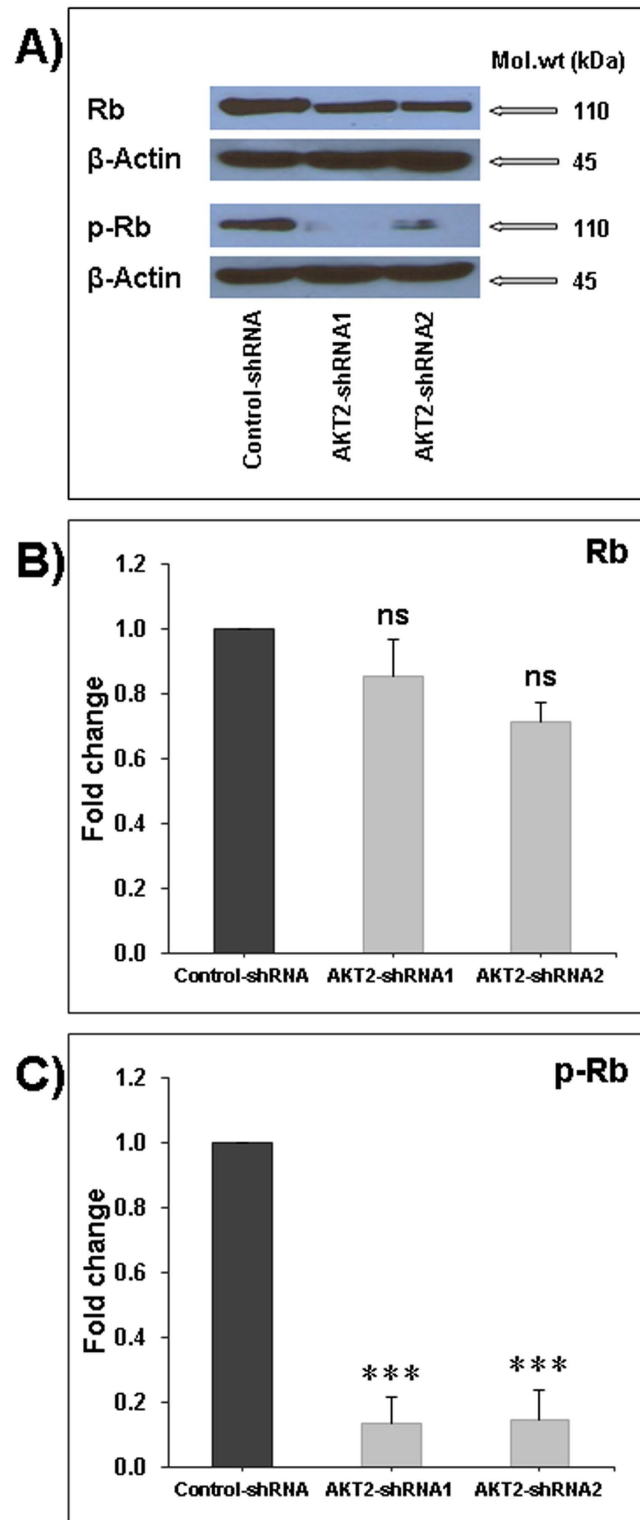 A)
Mol.wt (kDa)
Rb
110
β-Actin
45
p-Rb
110
β-Actin
45
Control-shRNA
AKT2-shRNA1
AKT2-shRNA2
B)
Rb
1.2
1.0
0.8
0.6
0.4
0.2
0.0
Fold change
ns
ns
Control-shRNA AKT2-shRNA1 AKT2-shRNA2
C)
p-Rb
1.2
1.0
0.8
0.6
0.4
0.2
0.0
Fold change
***
***
Control-shRNA AKT2-shRNA1 AKT2-shRNA2